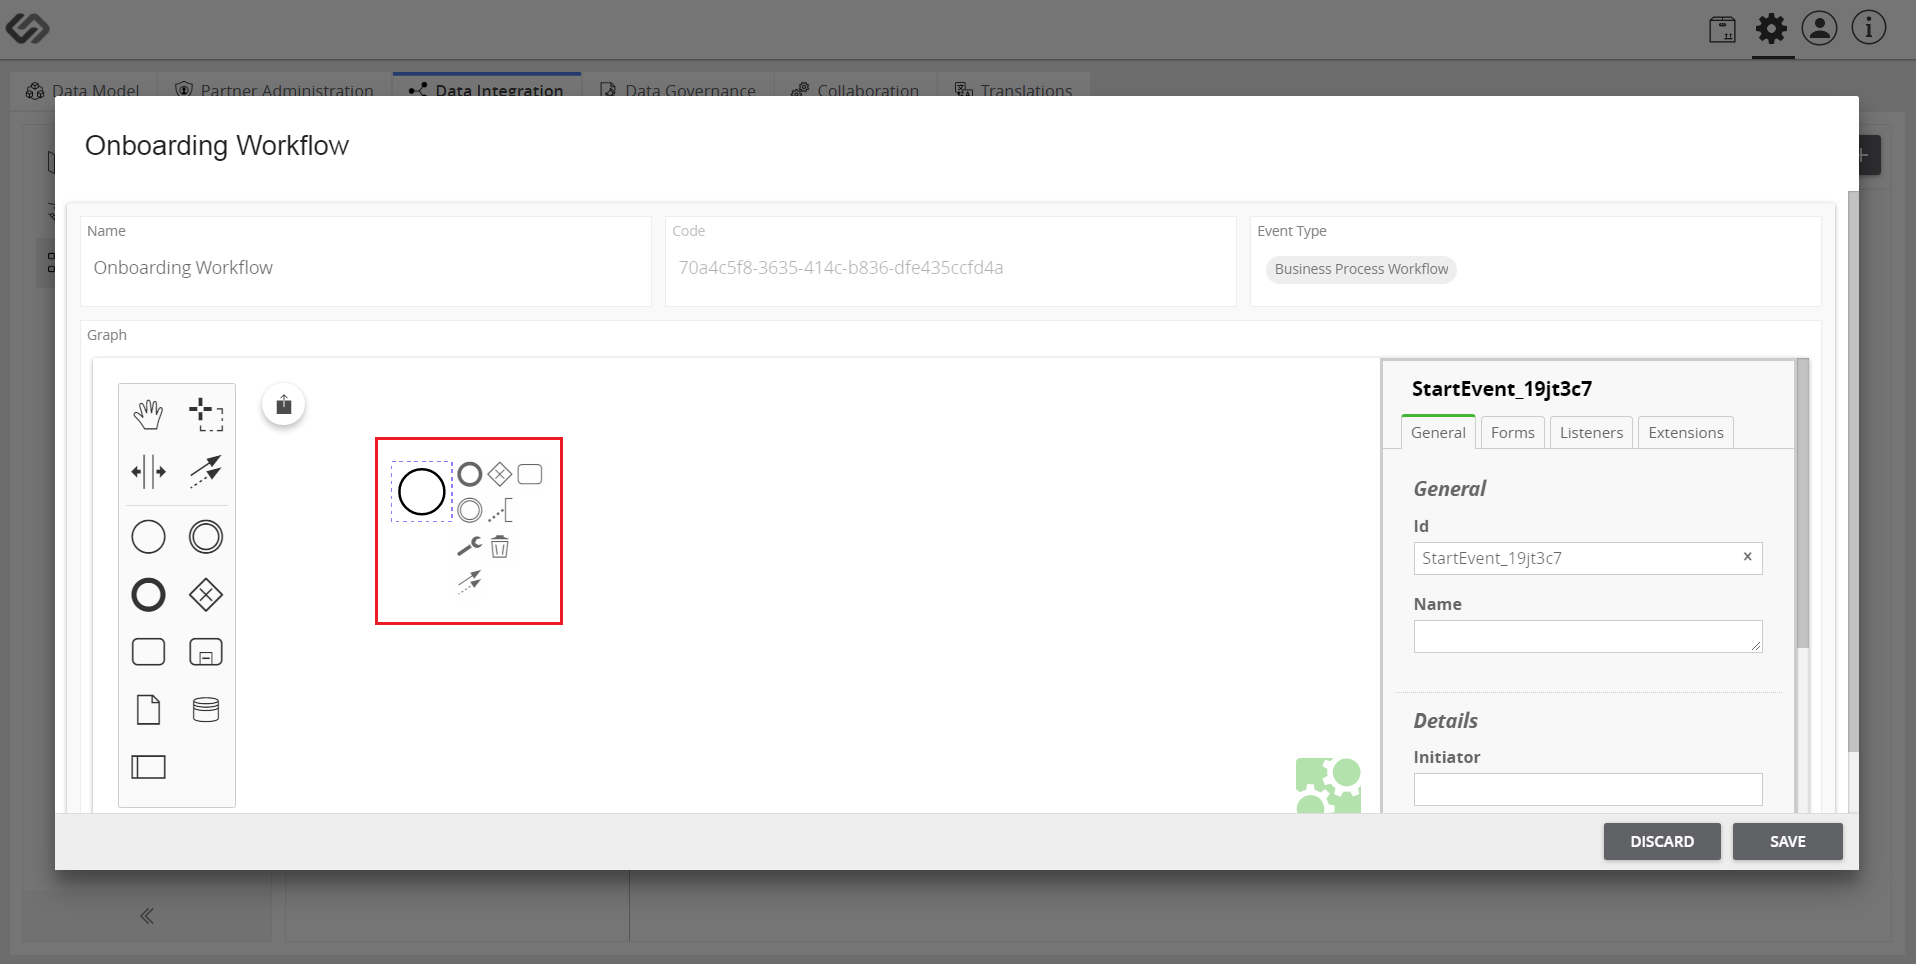 Data Model Partner Administration Data Integration Data Governance Collaboration Translations
Onboarding Workflow
Name
Onboarding Workflow
Code
70a4c5f8-3635-414c-b836-dfe435ccfd4a
Event Type
Business Process Workflow
Graph
StartEvent_19jt3c7
General Forms Listeners Extensions
General
Id
StartEvent_19jt3c7 ×
Name
Details
Initiator
DISCARD SAVE